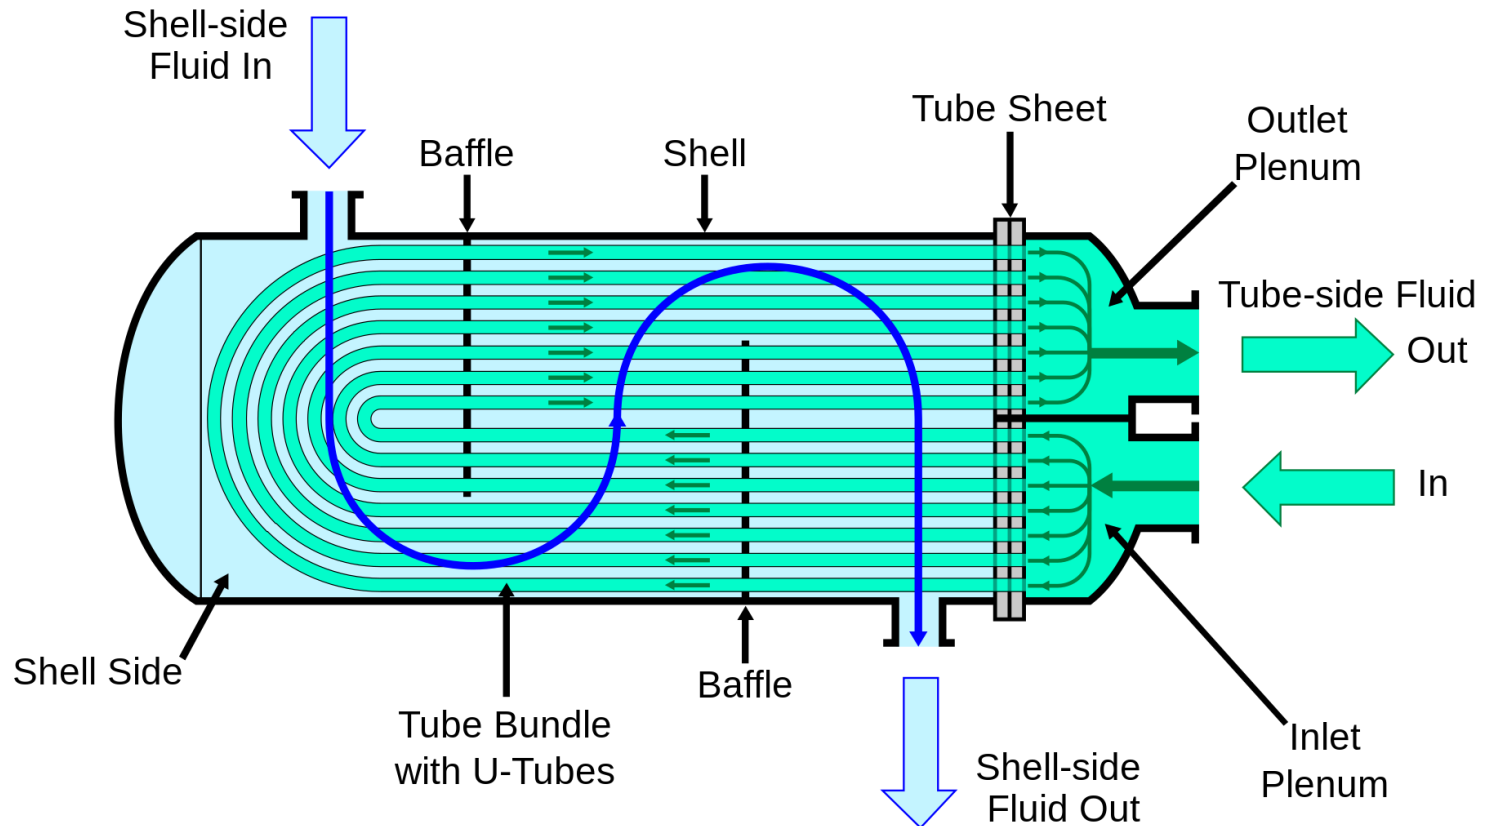 Shell-side
Fluid In
Baffle
Shell
Tube Sheet
Outlet
Plenum
Tube-side Fluid
Out
In
Shell Side
Tube Bundle
with U-Tubes
Baffle
Shell-side
Fluid Out
Inlet
Plenum